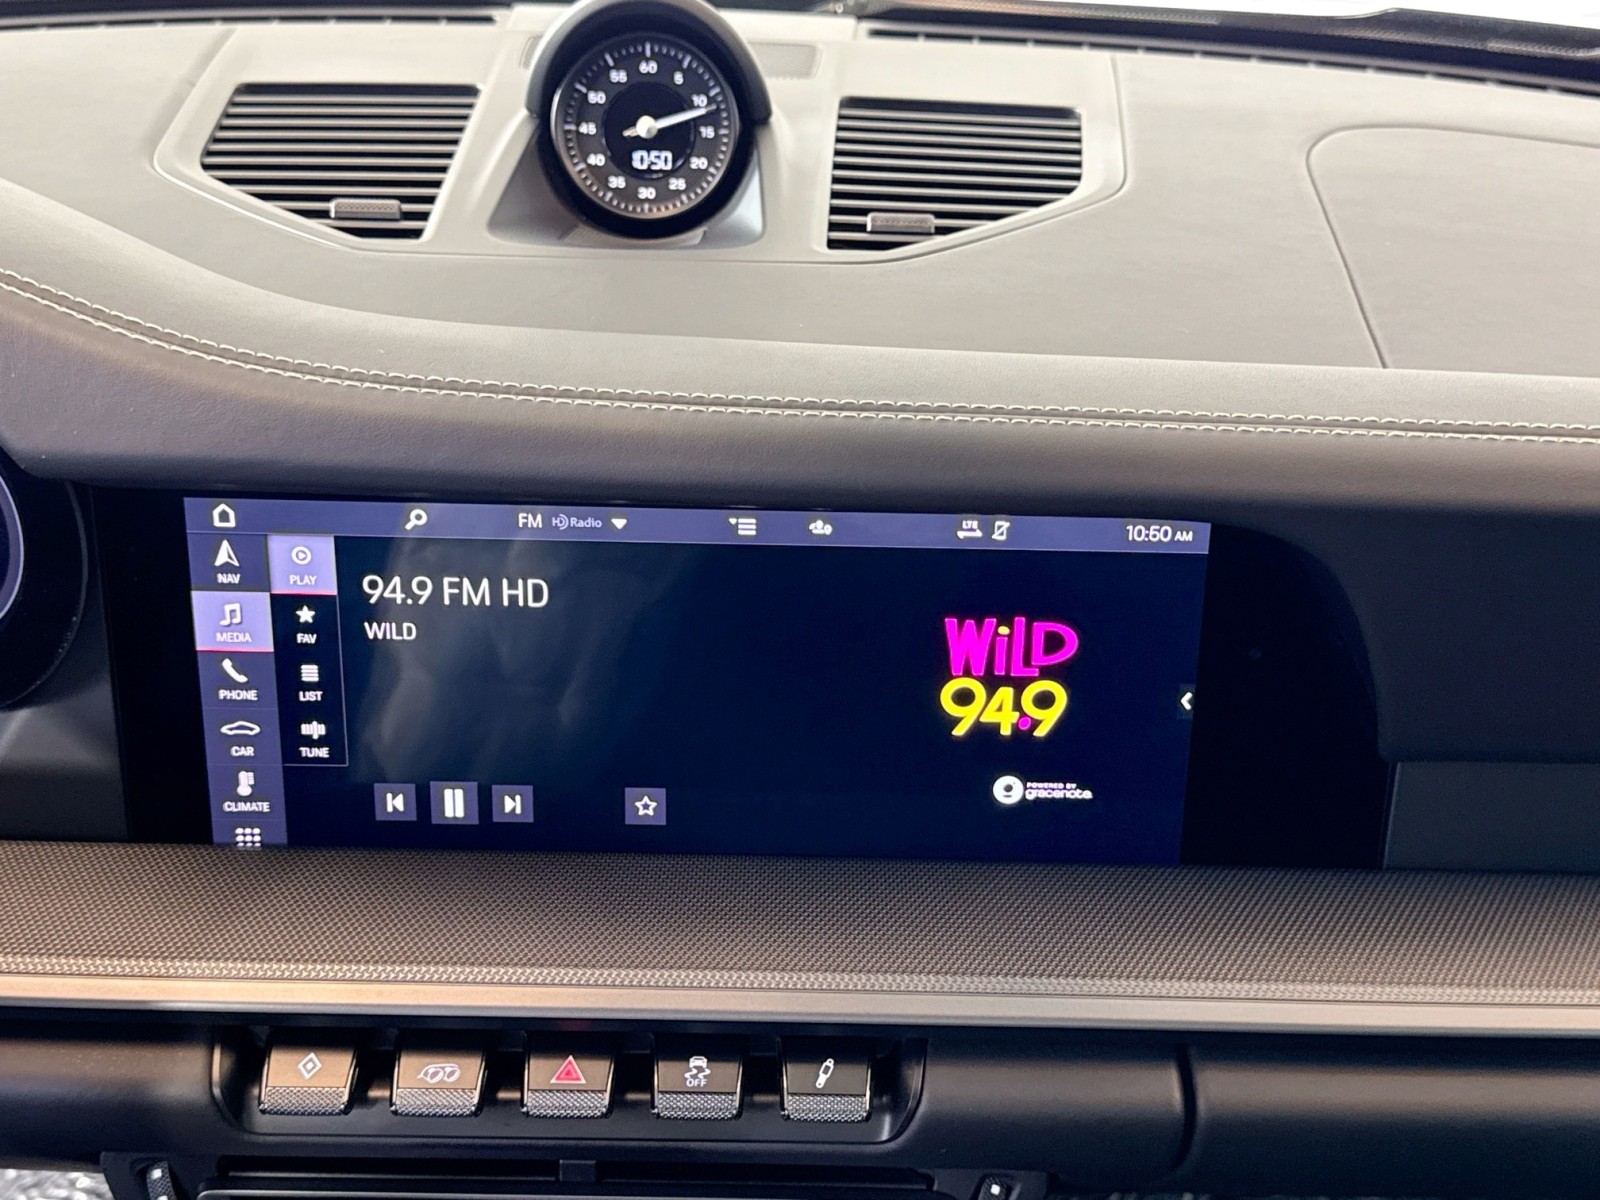 60
55
5
50
10
45
15
10:50
40
20
35
25
30
FM HD Radio
LTE
10:50 AM
NAV
PLAY
94.9 FM HD
WILD
MEDIA
FAV
PHONE
LIST
CAR
TUNE
CLIMATE
WiLD
94.9
POWERED BY
gracenote.
OFF